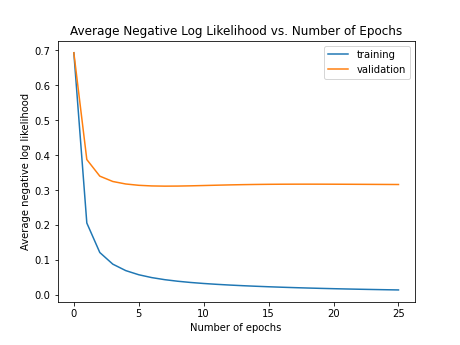 Average Negative Log Likelihood vs. Number of Epochs
training
validation
Average negative log likelihood
0.7
0.6
0.5
0.4
0.3
0.2
0.1
0.0
0 5 10 15 20 25
Number of epochs